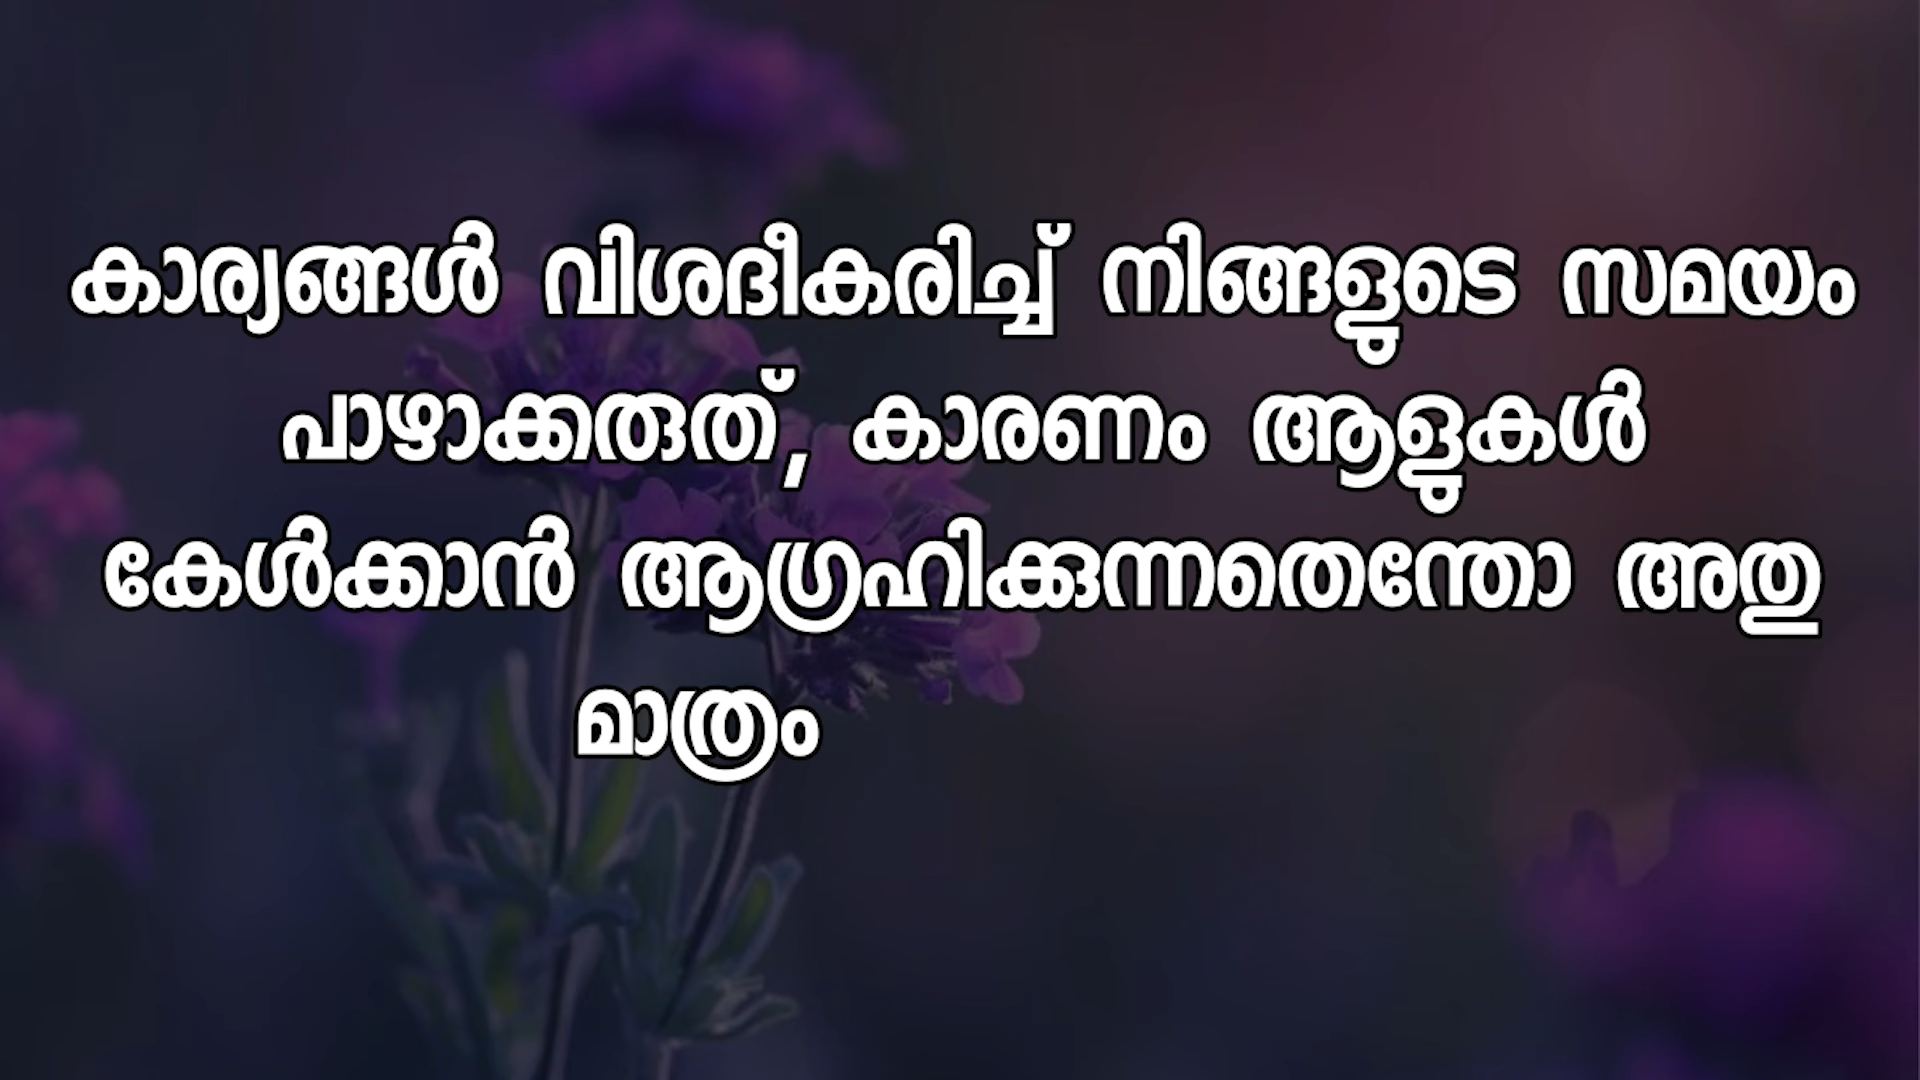 കാര്യങ്ങൾ വിശദീകരിച്ച് നിങ്ങളുടെ സമയം
പാഴാക്കരുത്, കാരണം ആളുകൾ
കേൾക്കാൻ ആഗ്രഹിക്കുന്നതെന്തോ അതു
മാത്രം